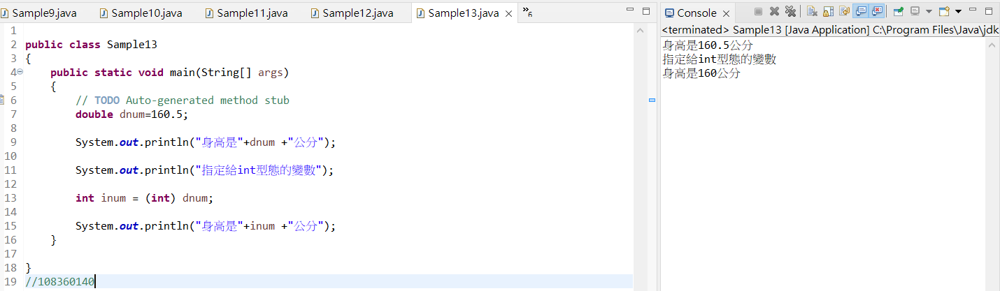 Sample9.java Sample10.java Sample11.java Sample12.java Sample13.java »6
1
2 public class Sample13
3 {
4 public static void main(String[] args)
5 {
6 // TODO Auto-generated method stub
7 double dnum=160.5;
8
9 System.out.println("身高是"+dnum +"公分");
10
11 System.out.println("指定給int型態的變數");
12
13 int inum = (int) dnum;
14
15 System.out.println("身高是"+inum +"公分");
16 }
17
18 }
19 //108360140
Console
<terminated> Sample13 [Java Application] C:\Program Files\Java\jdk
身高是160.5公分
指定給int型態的變數
身高是160公分